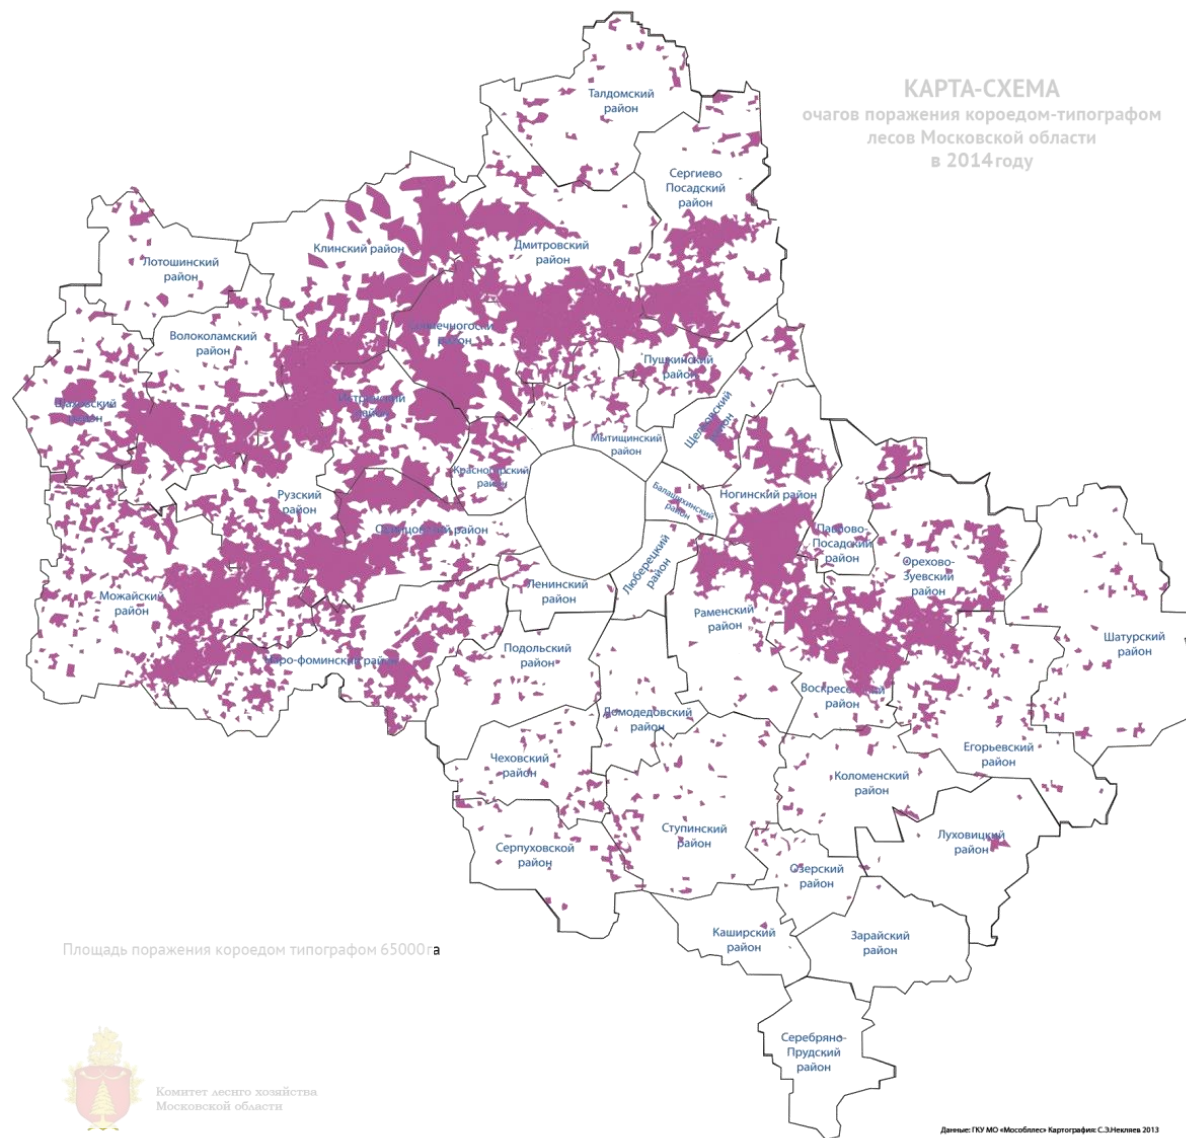 КАРТА-СХЕМА
очагов поражения короедом-типографом
лесов Московской области
в 2014 году
Талдомский
район
Сергиево
Посадский
район
Клинский район
Дмитровский
район
Лотошинский
район
Волоколамский
район
Солнечногоский
район
Пушкинский
район
Шаховский
район
Истринский
район
Щелковский
район
Мытищинский
район
Красногорский
район
Балашихинский
район
Ногинский район
Рузский
район
Одинцовский район
Павлово-
Посадский
район
Орехово-
Зуевский
район
Люберецкий
район
Ленинский
район
Можайский
район
Раменский
район
Шатурский
район
Подольский
район
Наро-фоминский район
Воскресенский
район
Домодедовский
район
Егорьевский
район
Чеховский
район
Коломенский
район
Ступинский
район
Луховицкий
район
Серпуховской
район
Озерский
район
Каширский
район
Зарайский
район
Площадь поражения короедом типографом 65000га
Серебряно-
Прудский
район
Комитет леснго хозяйства
Московской области
Данные: ГКУ МО «Мособллес» Картография: С.Э.Некляев 2013